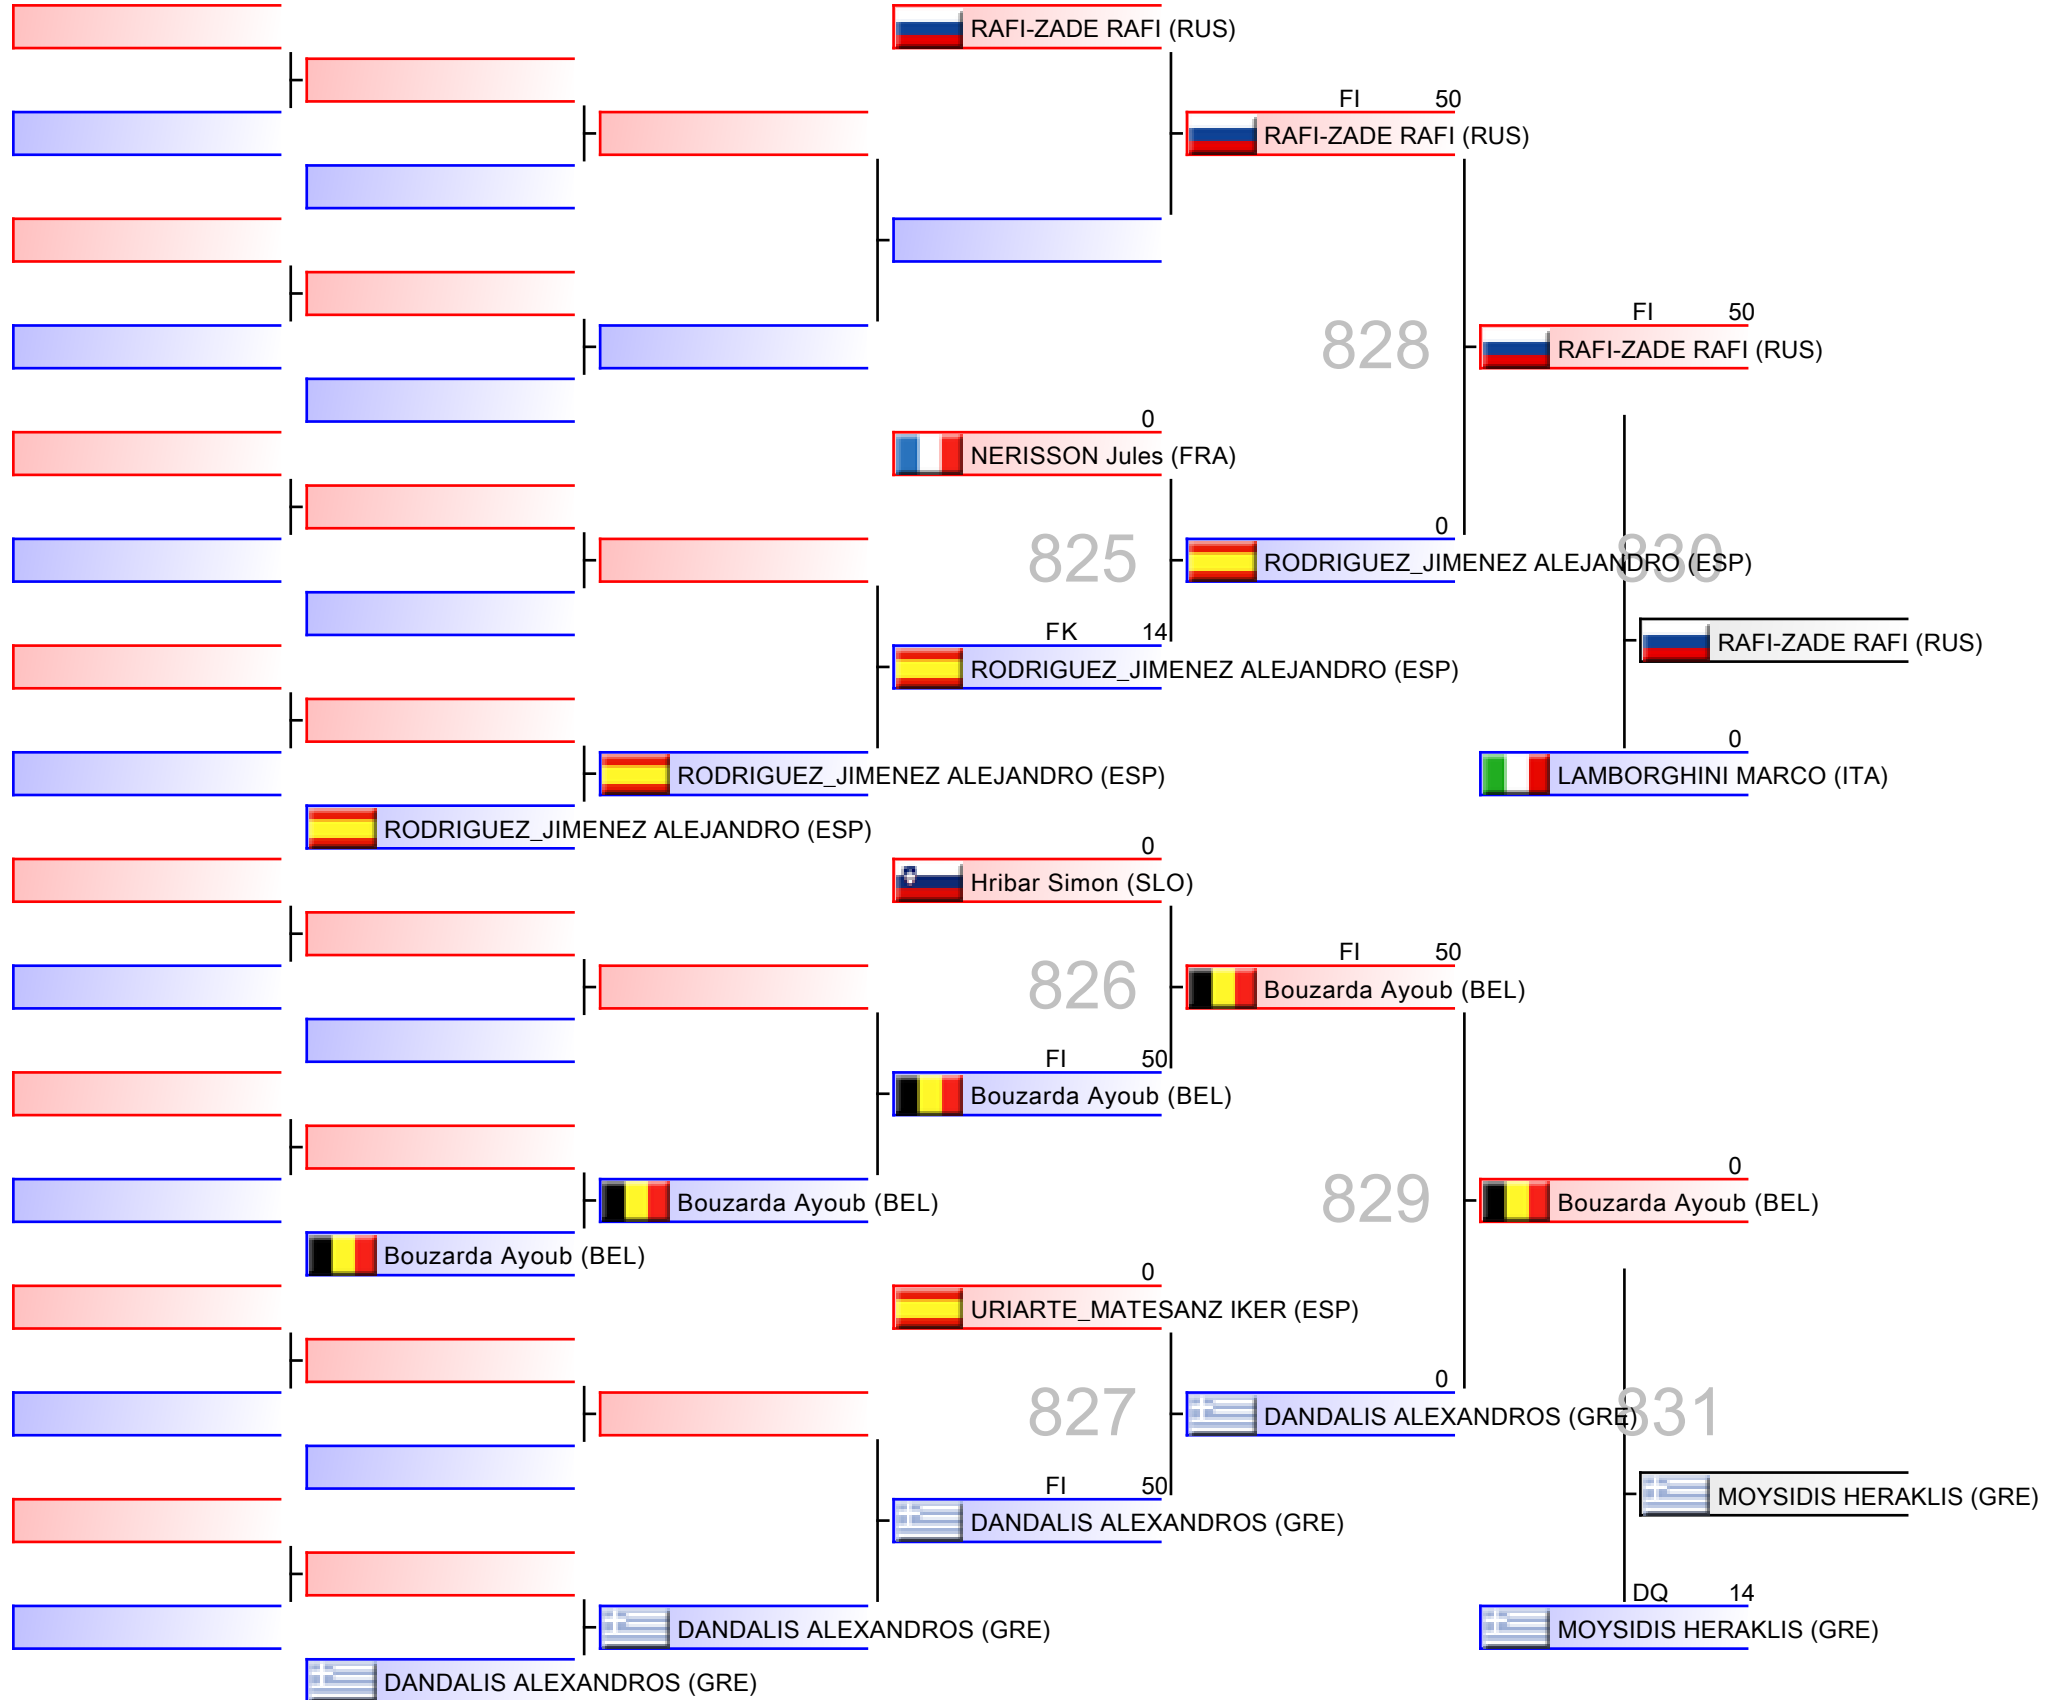 RAFI-ZADE RAFI (RUS)
FI 50
RAFI-ZADE RAFI (RUS)
FI 50
828
RAFI-ZADE RAFI (RUS)
0
NERISSON Jules (FRA)
0
825
RODRIGUEZ_JIMENEZ ALEJANDRO (ESP)
830
FK 14
RAFI-ZADE RAFI (RUS)
RODRIGUEZ_JIMENEZ ALEJANDRO (ESP)
0
RODRIGUEZ_JIMENEZ ALEJANDRO (ESP)
LAMBORGHINI MARCO (ITA)
RODRIGUEZ_JIMENEZ ALEJANDRO (ESP)
0
Hribar Simon (SLO)
FI 50
826
Bouzarda Ayoub (BEL)
FI 50
Bouzarda Ayoub (BEL)
0
829
Bouzarda Ayoub (BEL)
Bouzarda Ayoub (BEL)
Bouzarda Ayoub (BEL)
0
URIARTE_MATESANZ IKER (ESP)
0
827
DANDALIS ALEXANDROS (GRE)
831
FI 50
MOYSIDIS HERAKLIS (GRE)
DANDALIS ALEXANDROS (GRE)
DQ 14
DANDALIS ALEXANDROS (GRE)
MOYSIDIS HERAKLIS (GRE)
DANDALIS ALEXANDROS (GRE)